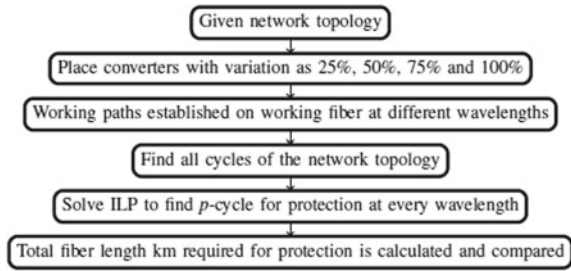 Given network topology
Place converters with variation as 25%, 50%, 75% and 100%
Working paths established on working fiber at different wavelengths
Find all cycles of the network topology
Solve ILP to find p-cycle for protection at every wavelength
Total fiber length km required for protection is calculated and compared